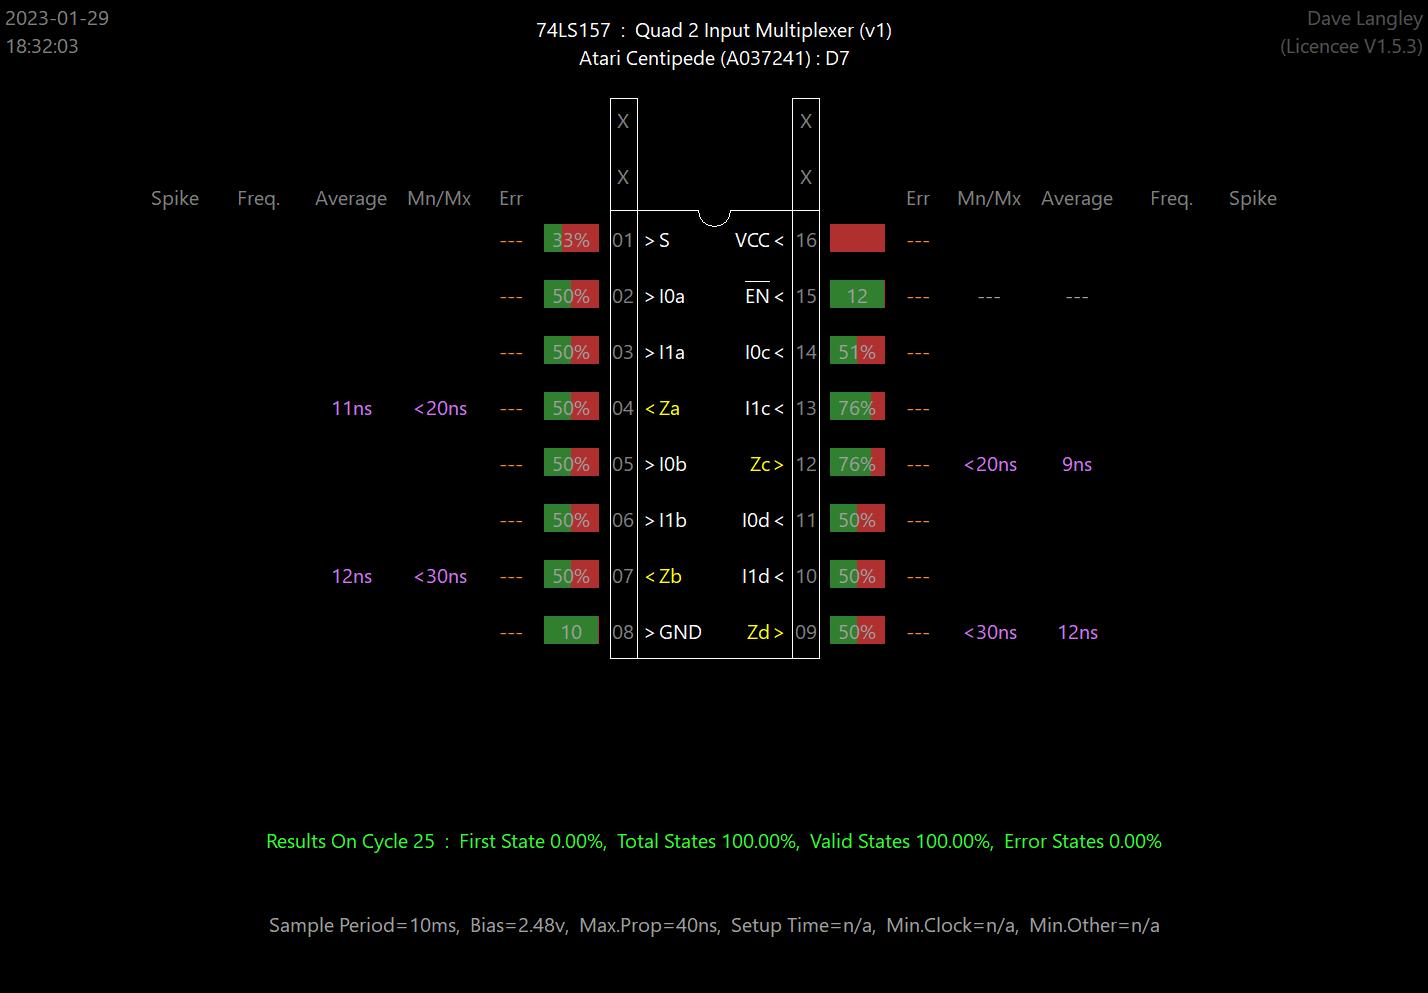 2023-01-29
18:32:03
74LS157 : Quad 2 Input Multiplexer (v1)
Atari Centipede (A037241) : D7
Dave Langley
(Licencee V1.5.3)
X X
X X
Spike Freq. Average Mn/Mx Err Err Mn/Mx Average Freq. Spike
--- 33% 01 >S VCC< 16 ---
--- 50% 02 >I0a EN< 15 12 --- --- ---
--- 50% 03 >I1a I0c< 14 51% ---
11ns <20ns --- 50% 04 <Za I1c< 13 76% ---
--- 50% 05 >I0b Zc> 12 76% --- <20ns 9ns
--- 50% 06 >I1b I0d< 11 50% ---
12ns <30ns --- 50% 07 <Zb I1d< 10 50% ---
--- 10 08 >GND Zd> 09 50% --- <30ns 12ns
Results On Cycle 25 : First State 0.00%, Total States 100.00%, Valid States 100.00%, Error States 0.00%
Sample Period=10ms, Bias=2.48v, Max.Prop=40ns, Setup Time=n/a, Min.Clock=n/a, Min.Other=n/a